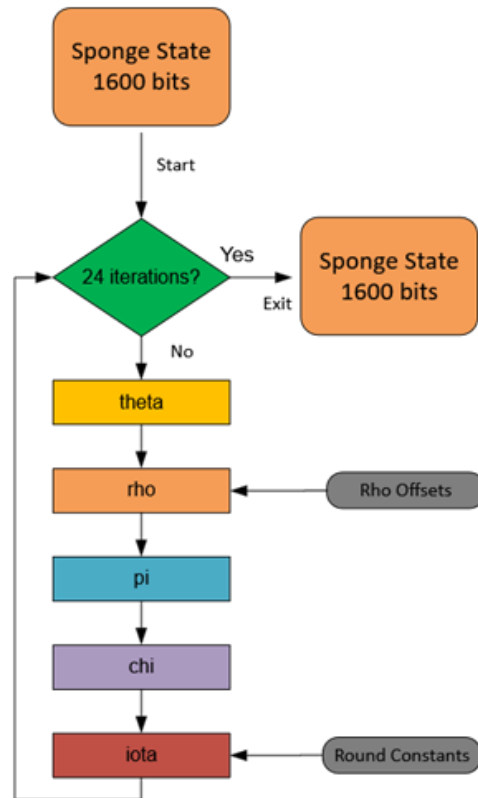 Sponge State
1600 bits
Start
24 iterations?
Yes
Exit
Sponge State
1600 bits
No
theta
rho
Rho Offsets
pi
chi
iota
Round Constants